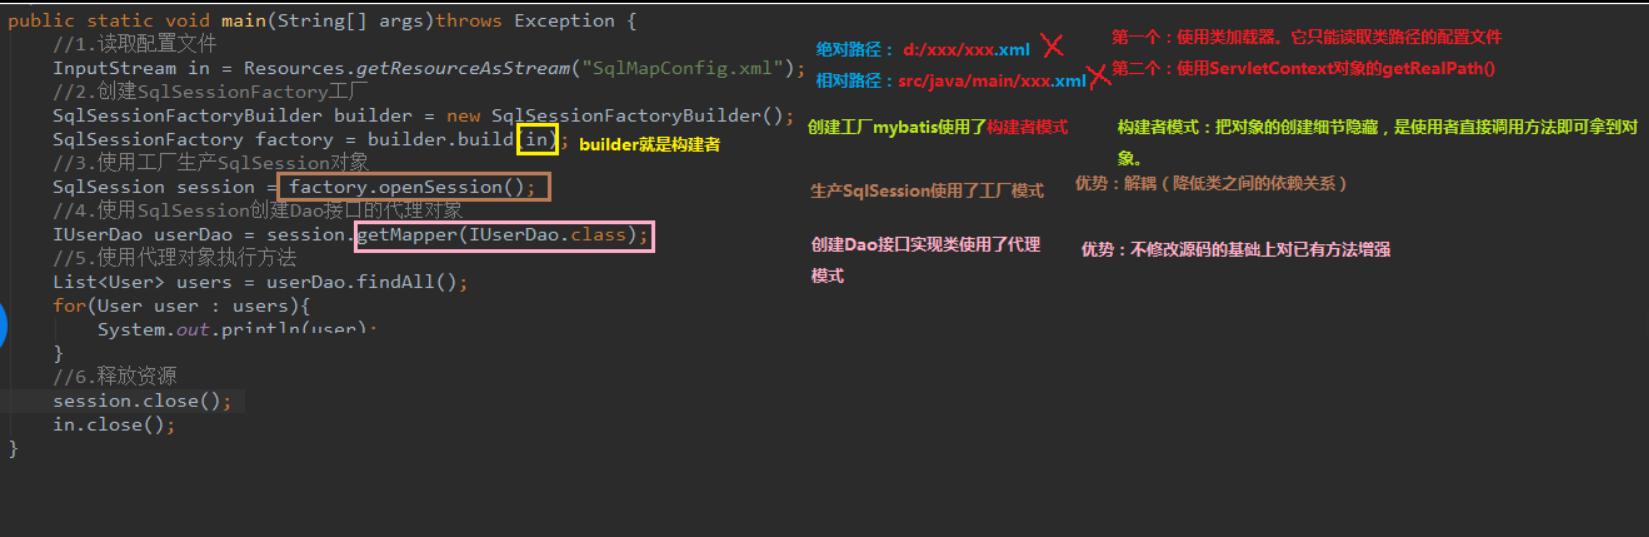 public static void main(String[] args)throws Exception {
//1.读取配置文件
InputStream in = Resources.getResourceAsStream("SqlMapConfig.xml");
//2.创建SqlSessionFactory工厂
SqlSessionFactoryBuilder builder = new SqlSessionFactoryBuilder();
SqlSessionFactory factory = builder.build(in);
builder就是构建者
//3.使用工厂生产SqlSession对象
SqlSession session = factory.openSession();
//4.使用SqlSession创建Dao接口的代理对象
IUserDao userDao = session.getMapper(IUserDao.class);
//5.使用代理对象执行方法
List<User> users = userDao.findAll();
for(User user : users){
System.out.println(user);
}
//6.释放资源
session.close();
in.close();
}
绝对路径： d:/xxx/xxx.xml
相对路径：src/java/main/xxx.xml
第一个：使用类加载器。它只能读取类路径的配置文件
第二个：使用ServletContext对象的getRealPath()
创建工厂mybatis使用了构建者模式
构建者模式：把对象的创建细节隐藏，是使用者直接调用方法即可拿到对
象。
生产SqlSession使用了工厂模式
优势：解耦（降低类之间的依赖关系）
创建Dao接口实现类使用了代理
模式
优势：不修改源码的基础上对已有方法增强